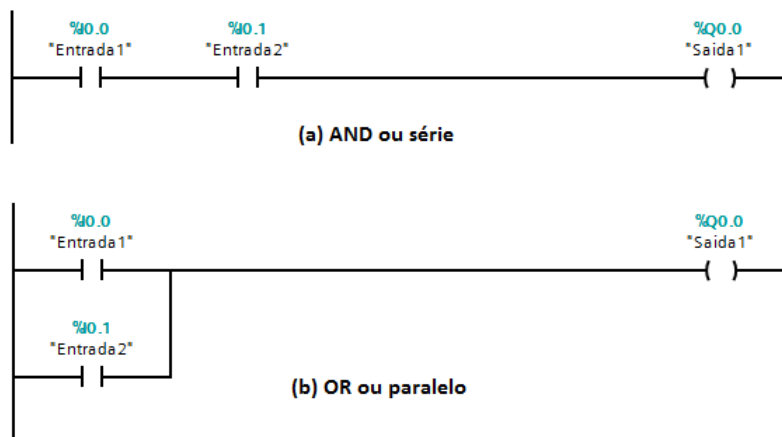 %I0.0
"Entrada1"
%I0.1
"Entrada2"
%Q0.0
"Saida1"
(a) AND ou série
%I0.0
"Entrada1"
%Q0.0
"Saida1"
%I0.1
"Entrada2"
(b) OR ou paralelo